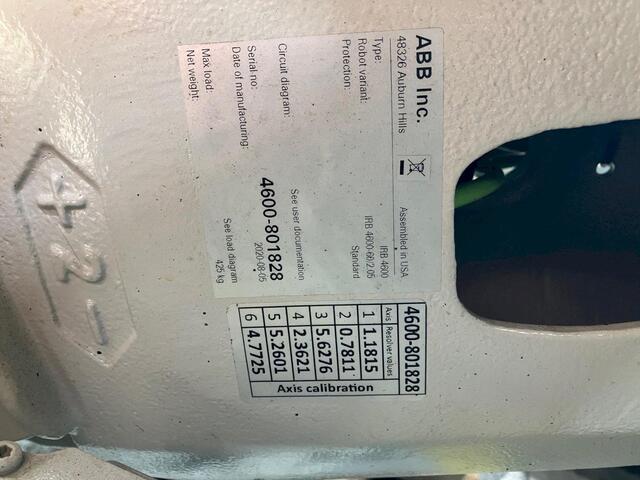 ABB Inc.
48326 Auburn Hills
Assembled in USA
Type: IRB 4600
Robot variant: IRB 4600-60/2.05
Protection: Standard
Circuit diagram: See user documentation
Serial no: 4600-801828
Date of manufacturing: 2020-08-05
Max load: See load diagram
Net weight: 425 kg
4600-801828
Axis Resolver values
1 1.1815
2 0.7811
3 5.6276
4 2.3621
5 5.2601
6 4.7725
Axis calibration
+ 2 -